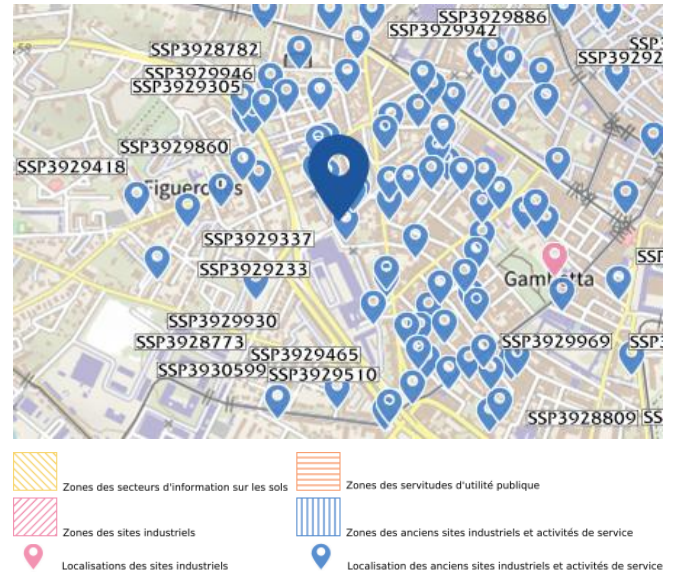 SSP3929886
SSP3929942
SSP3928782
SSP3929946
SSP3929305
SSP3929860
SSP3929418
SSP3929337
SSP3929233
Gambetta
SSP3929930
SSP3928773
SSP3929465
SSP3929969
SSP3930599
SSP3929510
SSP3928809
Zones des secteurs d'information sur les sols
Zones des servitudes d'utilité publique
Zones des sites industriels
Zones des anciens sites industriels et activités de service
Localisations des sites industriels
Localisation des anciens sites industriels et activités de service